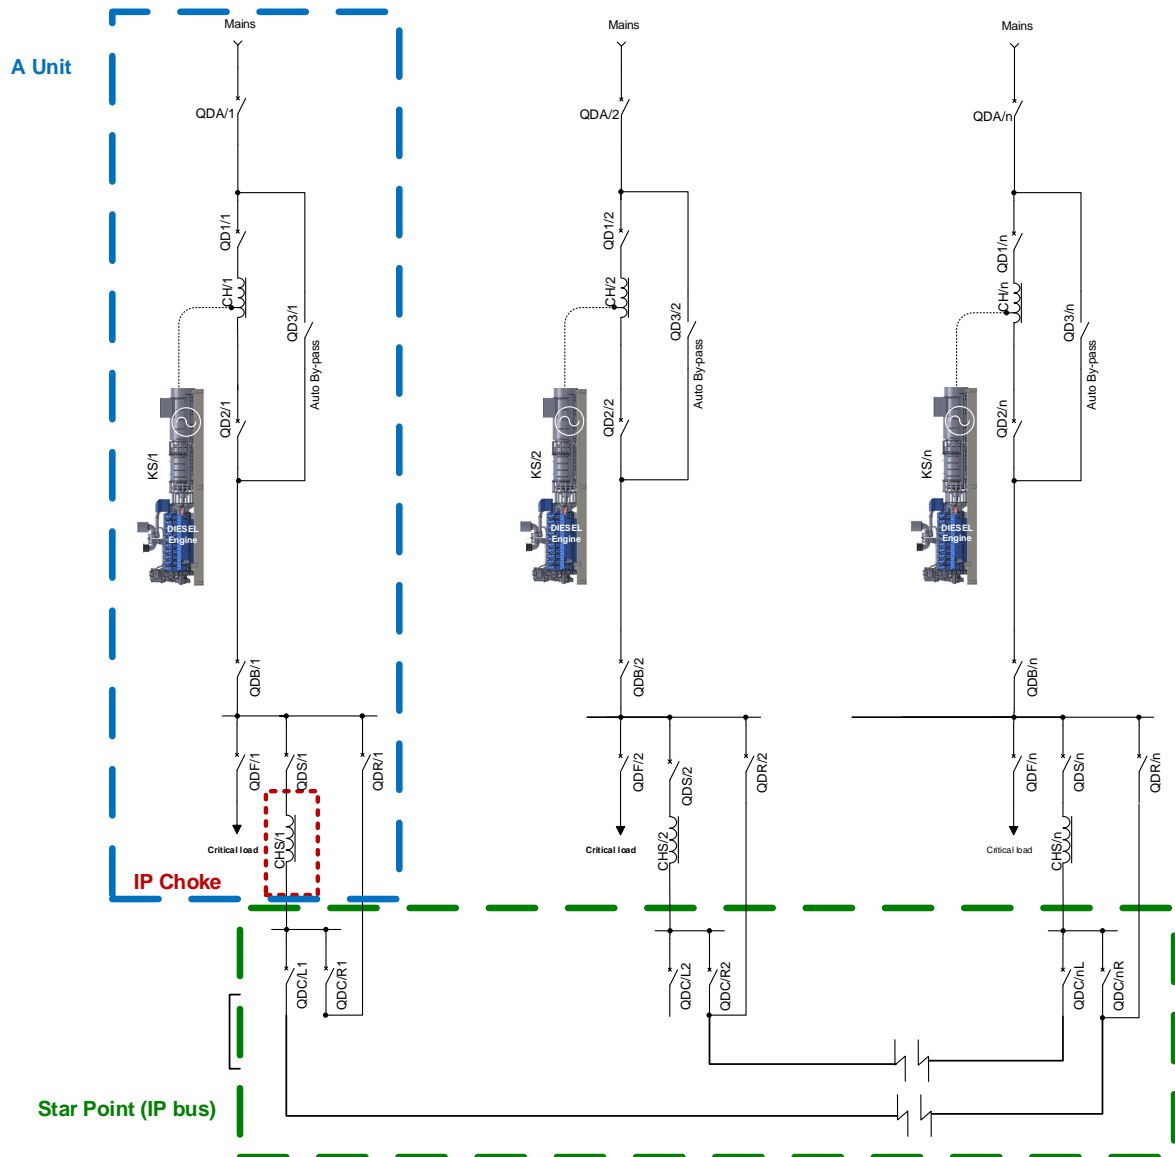 Mains
Mains
Mains
A Unit
QDA/1
QDA/2
QDA/n
QD1/1
QD1/2
QD1/n
CH/1
CH/2
CH/n
QD3/1
QD3/2
QD3/n
Auto By-pass
Auto By-pass
Auto By-pass
QD2/1
QD2/2
QD2/n
KS/1
KS/2
KS/n
DIESEL
Engine
DIESEL
Engine
DIESEL
Engine
QDB/1
QDB/2
QDB/n
QDF/1
QDS/1
QDR/1
QDF/2
QDS/2
QDR/2
QDF/n
QDS/n
QDR/n
CHS/1
CHS/2
CHS/n
Critical load
Critical load
Critical load
IP Choke
QDC/L1
QDC/R1
QDC/L2
QDC/R2
QDC/nL
QDC/nR
Star Point (IP bus)